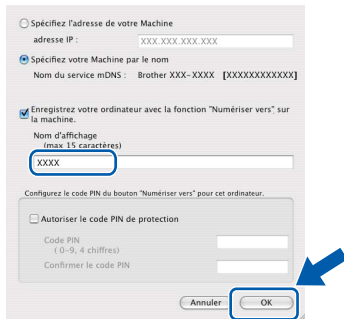 Spécifiez l'adresse de votre Machine
adresse IP : XXX.XXX.XXX.XXX
Spécifiez votre Machine par le nom
Nom du service mDNS : Brother XXX-XXXX [XXXXXXXXXXXX]
Enregistrez votre ordinateur avec la fonction "Numériser vers" sur
la machine.
Nom d'affichage
(max 15 caractères)
XXXX
Configurez le code PIN du bouton "Numériser vers" pour cet ordinateur.
Autoriser le code PIN de protection
Code PIN
( 0-9, 4 chiffres)
Confirmer le code PIN
Annuler OK